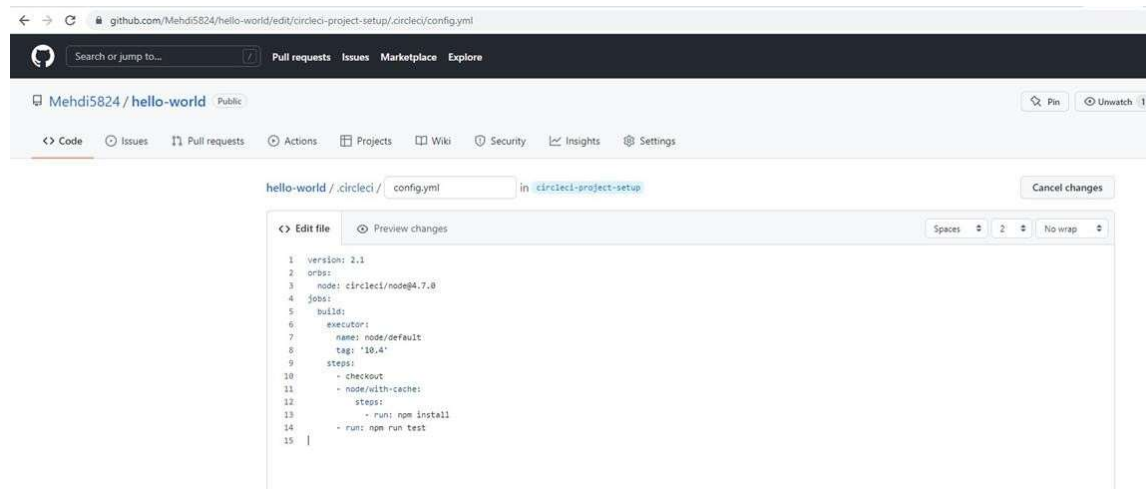 github.com/Mehdi5824/hello-world/edit/circleci-project-setup/.circleci/config.yml
Search or jump to... / Pull requests Issues Marketplace Explore
Mehdi5824 / hello-world Public Pin Unwatch 1
<> Code Issues Pull requests Actions Projects Wiki Security Insights Settings
hello-world / .circleci / config.yml in circleci-project-setup Cancel changes
<> Edit file Preview changes Spaces 2 No wrap
1 version: 2.1
2 orbs:
3   node: circleci/node@4.7.0
4 jobs:
5   build:
6     executor:
7       name: node/default
8       tag: '10.4'
9     steps:
10       - checkout
11       - node/with-cache:
12           steps:
13             - run: npm install
14       - run: npm run test
15